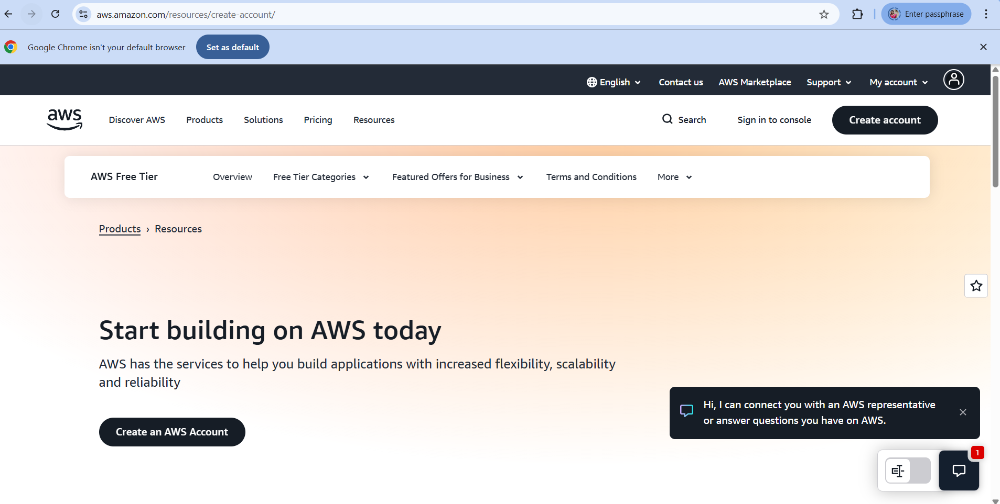 aws.amazon.com/resources/create-account/
Enter passphrase
Google Chrome isn't your default browser
Set as default
English
Contact us
AWS Marketplace
Support
My account
aws
Discover AWS
Products
Solutions
Pricing
Resources
Search
Sign in to console
Create account
AWS Free Tier
Overview
Free Tier Categories
Featured Offers for Business
Terms and Conditions
More
Products › Resources
Start building on AWS today
AWS has the services to help you build applications with increased flexibility, scalability
and reliability
Create an AWS Account
Hi, I can connect you with an AWS representative
or answer questions you have on AWS.
1